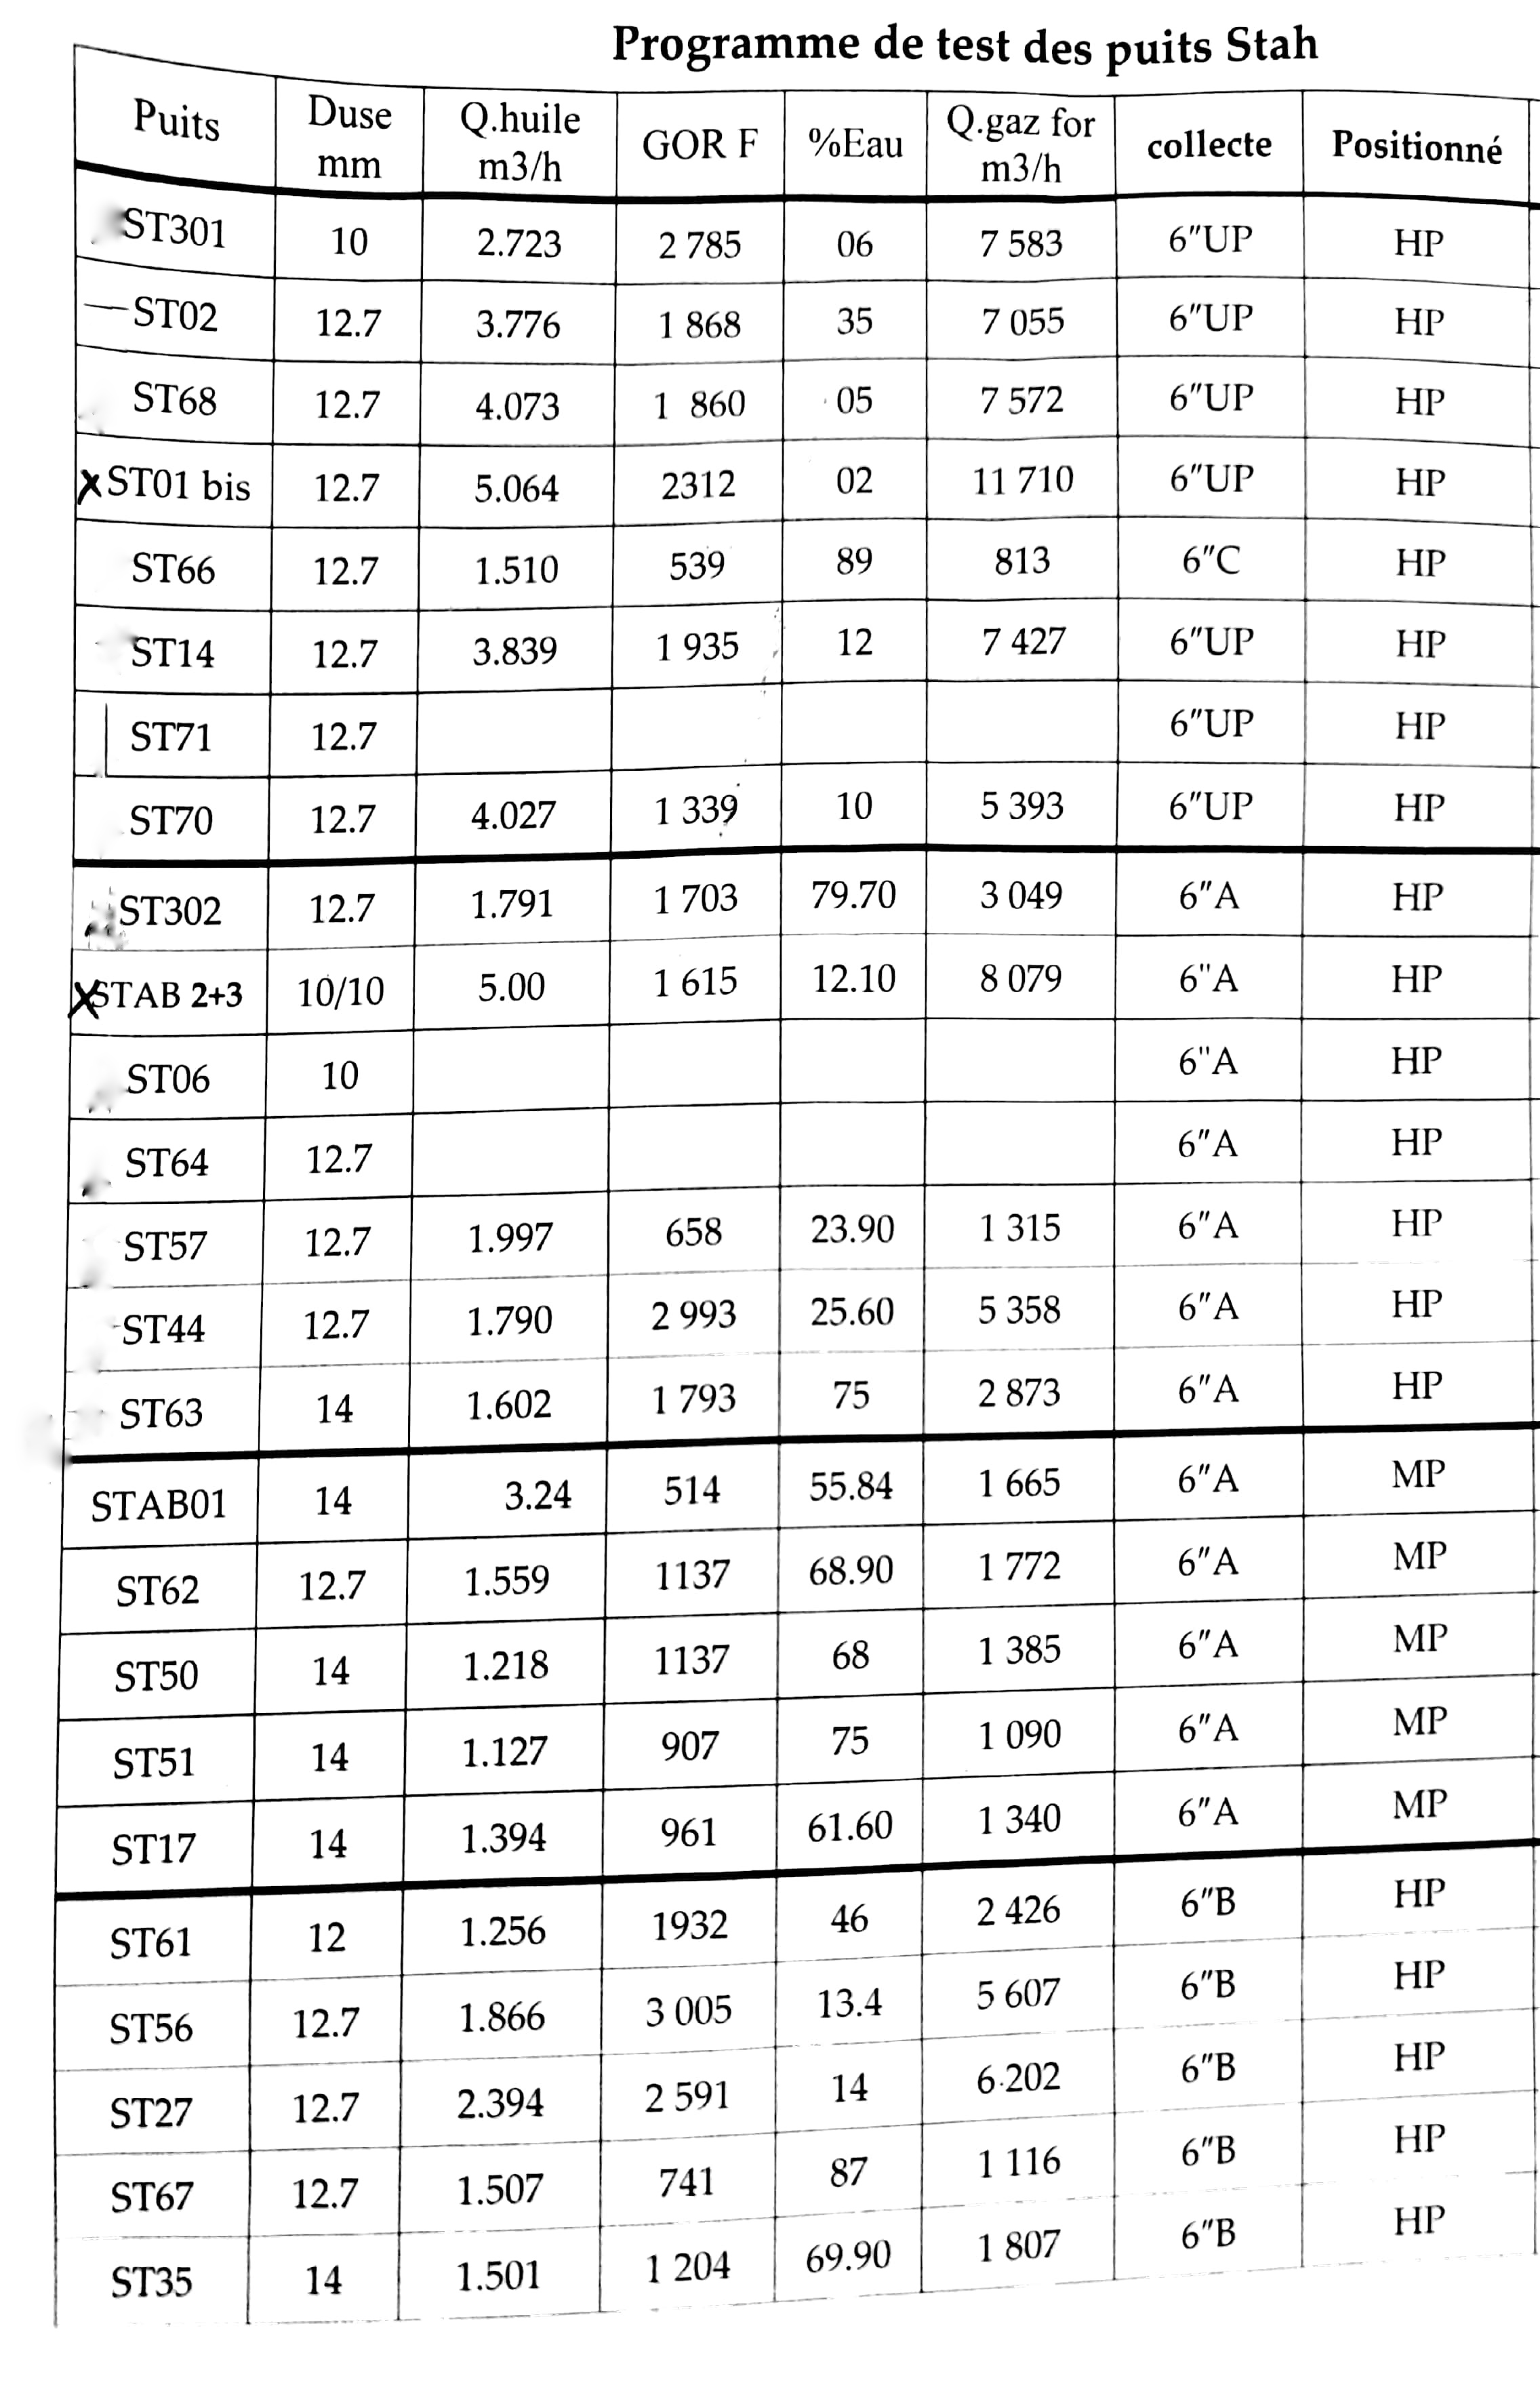 Programme de test des puits Stah
Puits Duse mm Q.huile m3/h GOR F %Eau Q.gaz for m3/h collecte Positionné
ST301 10 2.723 2 785 06 7 583 6"UP HP
ST02 12.7 3.776 1 868 35 7 055 6"UP HP
ST68 12.7 4.073 1 860 05 7 572 6"UP HP
X ST01 bis 12.7 5.064 2312 02 11 710 6"UP HP
ST66 12.7 1.510 539 89 813 6"C HP
ST14 12.7 3.839 1 935 12 7 427 6"UP HP
ST71 12.7 6"UP HP
ST70 12.7 4.027 1 339 10 5 393 6"UP HP
ST302 12.7 1.791 1 703 79.70 3 049 6"A HP
X STAB 2+3 10/10 5.00 1 615 12.10 8 079 6"A HP
ST06 10 6"A HP
ST64 12.7 6"A HP
ST57 12.7 1.997 658 23.90 1 315 6"A HP
ST44 12.7 1.790 2 993 25.60 5 358 6"A HP
ST63 14 1.602 1 793 75 2 873 6"A HP
STAB01 14 3.24 514 55.84 1 665 6"A MP
ST62 12.7 1.559 1137 68.90 1 772 6"A MP
ST50 14 1.218 1137 68 1 385 6"A MP
ST51 14 1.127 907 75 1 090 6"A MP
ST17 14 1.394 961 61.60 1 340 6"A MP
ST61 12 1.256 1932 46 2 426 6"B HP
ST56 12.7 1.866 3 005 13.4 5 607 6"B HP
ST27 12.7 2.394 2 591 14 6 202 6"B HP
ST67 12.7 1.507 741 87 1 116 6"B HP
ST35 14 1.501 1 204 69.90 1 807 6"B HP